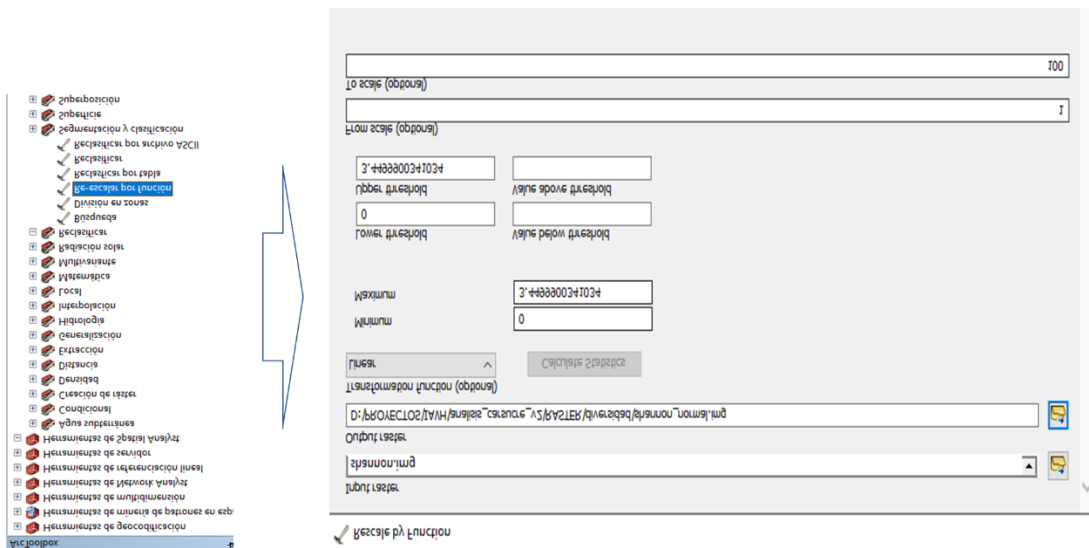 ArcToolbox
Herramientas de geocodificación
Herramientas de minería de patrones en esp
Herramientas de multidimensión
Herramientas de Network Analyst
Herramientas de referenciación lineal
Herramientas de servidor
Herramientas de Spatial Analyst
Agua subterránea
Condicional
Creación de ráster
Densidad
Distancia
Extracción
Generalización
Hidrología
Interpolación
Local
Matemática
Multivariante
Radiación solar
Reclasificar
Búsqueda
División en zonas
Re-escalar por función
Reclasificar por tabla
Reclasificar
Reclasificar por archivo ASCII
Segmentación y clasificación
Superficie
Superposición
Rescale by Function
Input raster
shannon.img
Output raster
D:/PROYECTOS/IAVH/analisis_carsucre_v2/RASTER/diversidad/shannon_normal.img
Transformation function (optional)
Linear
Calculate Statistics
Minimum
0
Maximum
3.4499900341034
Lower threshold
Value below threshold
0
Upper threshold
Value above threshold
3.4499900341034
From scale (optional)
1
To scale (optional)
100